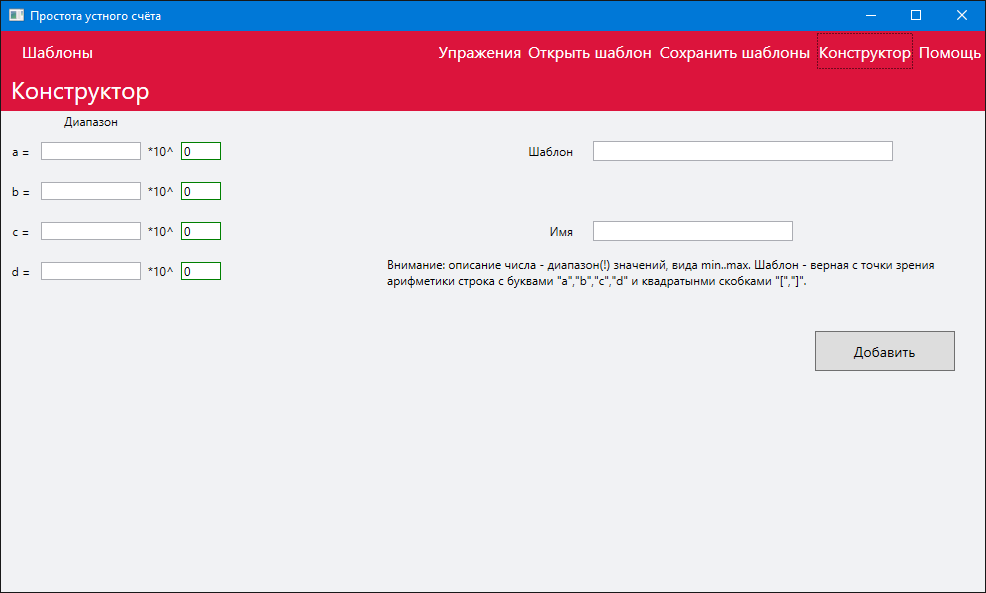 Простота устного счёта
Шаблоны Упражения Открыть шаблон Сохранить шаблоны Конструктор Помощь
Конструктор
Диапазон
a = *10^ 0 Шаблон
b = *10^ 0
c = *10^ 0 Имя
d = *10^ 0
Внимание: описание числа - диапазон(!) значений, вида min..max. Шаблон - верная с точки зрения
арифметики строка с буквами "a","b","c","d" и квадратынми скобками "[","]".
Добавить